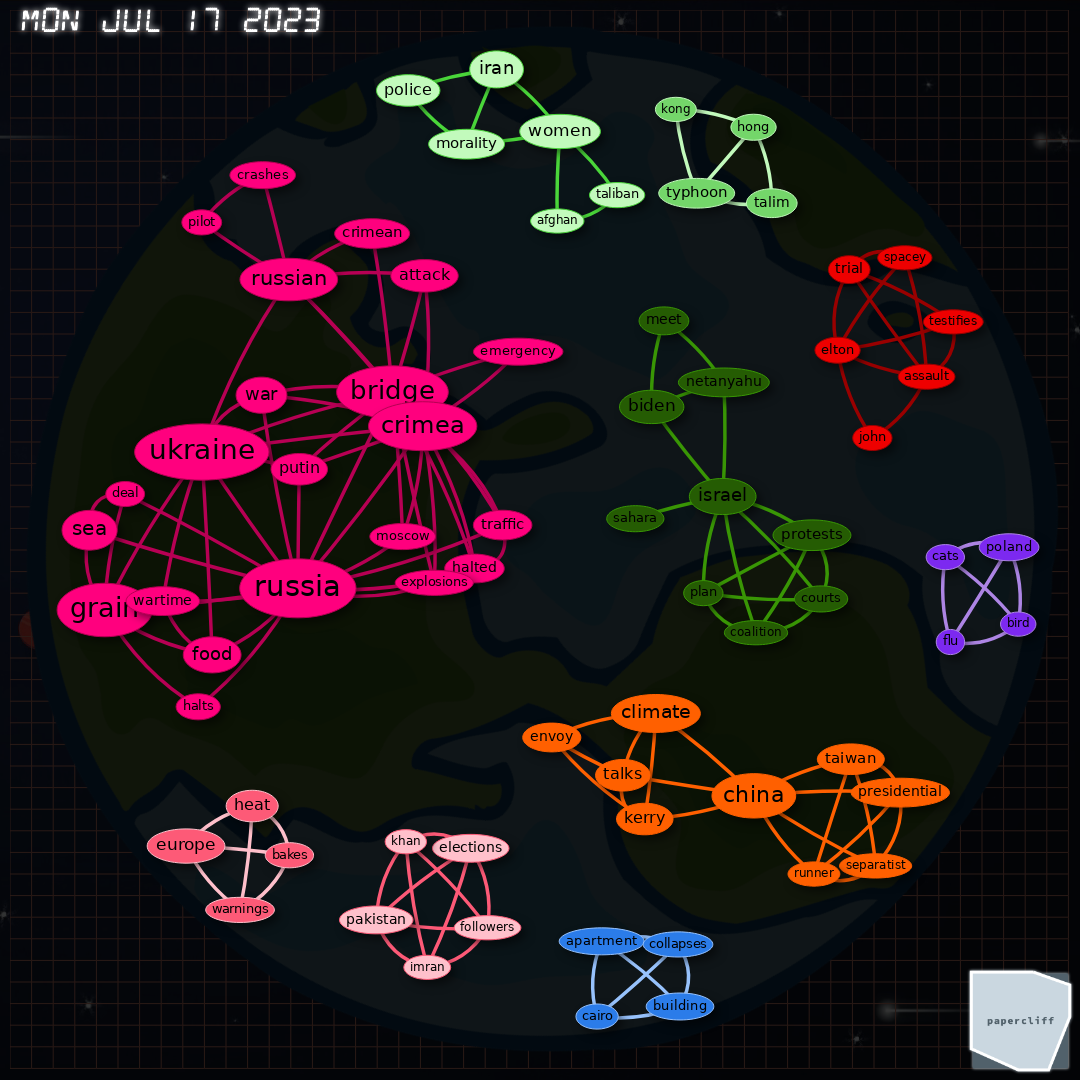 MON JUL 17 2023
iran
police
women
morality
taliban
afghan
kong
hong
typhoon
talim
crashes
pilot
crimean
russian
attack
emergency
war
bridge
crimea
ukraine
putin
deal
sea
traffic
moscow
halted
explosions
russia
grain
wartime
food
halts
meet
netanyahu
biden
israel
sahara
protests
plan
courts
coalition
trial
spacey
testifies
elton
assault
john
cats
poland
bird
flu
climate
envoy
talks
kerry
china
taiwan
presidential
runner
separatist
heat
europe
bakes
warnings
khan
elections
pakistan
followers
imran
apartment
collapses
cairo
building
papercliff